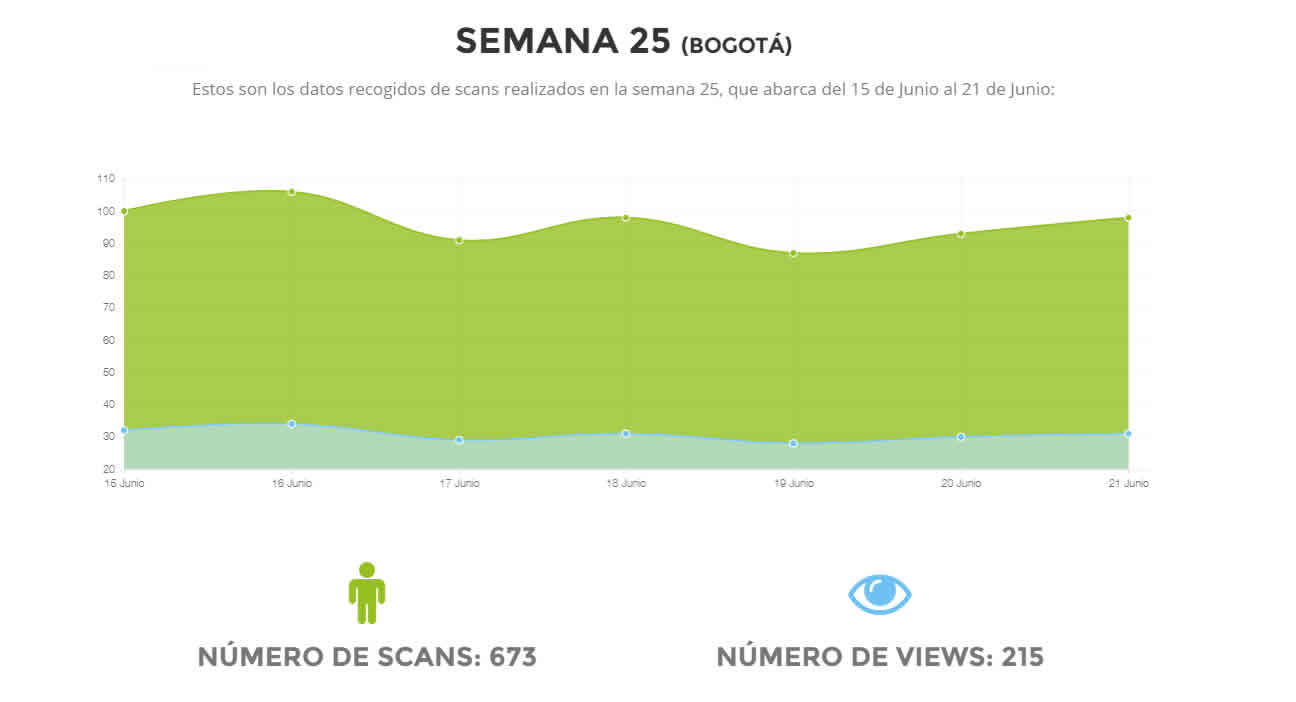 SEMANA 25 (BOGOTÁ)
Estos son los datos recogidos de scans realizados en la semana 25, que abarca del 15 de Junio al 21 de Junio:
110
100
90
80
70
60
50
40
30
20
15 Junio 16 Junio 17 Junio 18 Junio 19 Junio 20 Junio 21 Junio
NÚMERO DE SCANS: 673 NÚMERO DE VIEWS: 215